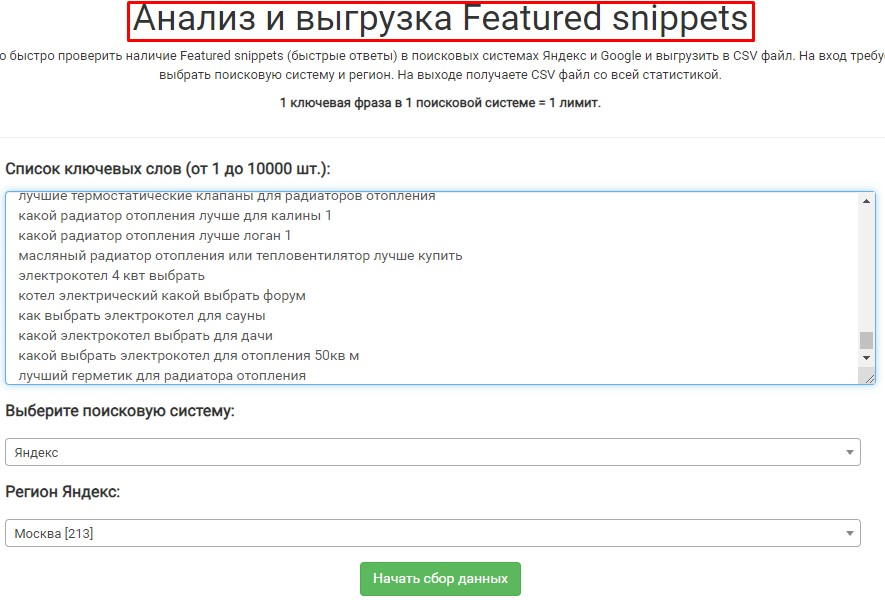 Анализ и выгрузка Featured snippets
о быстро проверить наличие Featured snippets (быстрые ответы) в поисковых системах Яндекс и Google и выгрузить в CSV файл. На вход требу
выбрать поисковую систему и регион. На выходе получаете CSV файл со всей статистикой.
1 ключевая фраза в 1 поисковой системе = 1 лимит.
Список ключевых слов (от 1 до 10000 шт.):
лучшие термостатические клапаны для радиаторов отопления
какой радиатор отопления лучше для калины 1
какой радиатор отопления лучше логан 1
масляный радиатор отопления или тепловентилятор лучше купить
электрокотел 4 квт выбрать
котел электрический какой выбрать форум
как выбрать электрокотел для сауны
какой электрокотел выбрать для дачи
какой выбрать электрокотел для отопления 50кв м
лучший герметик для радиатора отопления
Выберите поисковую систему:
Яндекс
Регион Яндекс:
Москва [213]
Начать сбор данных